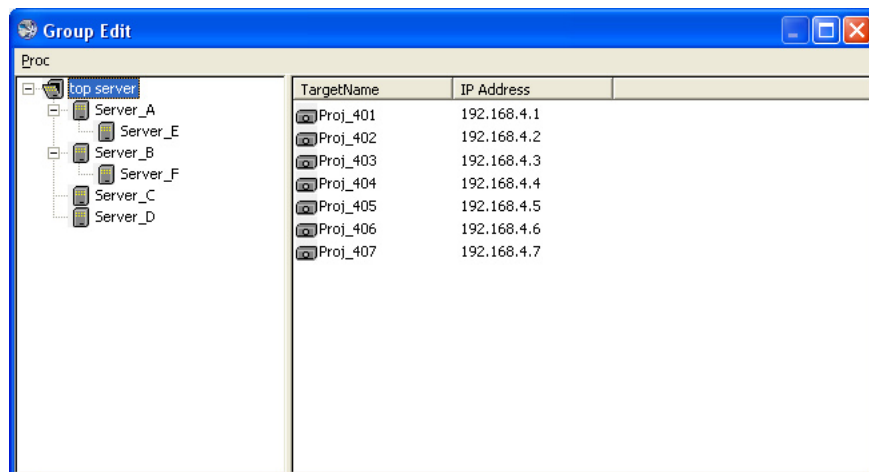 Group Edit
Proc
top server
Server_A
Server_E
Server_B
Server_F
Server_C
Server_D
TargetName IP Address
Proj_401 192.168.4.1
Proj_402 192.168.4.2
Proj_403 192.168.4.3
Proj_404 192.168.4.4
Proj_405 192.168.4.5
Proj_406 192.168.4.6
Proj_407 192.168.4.7